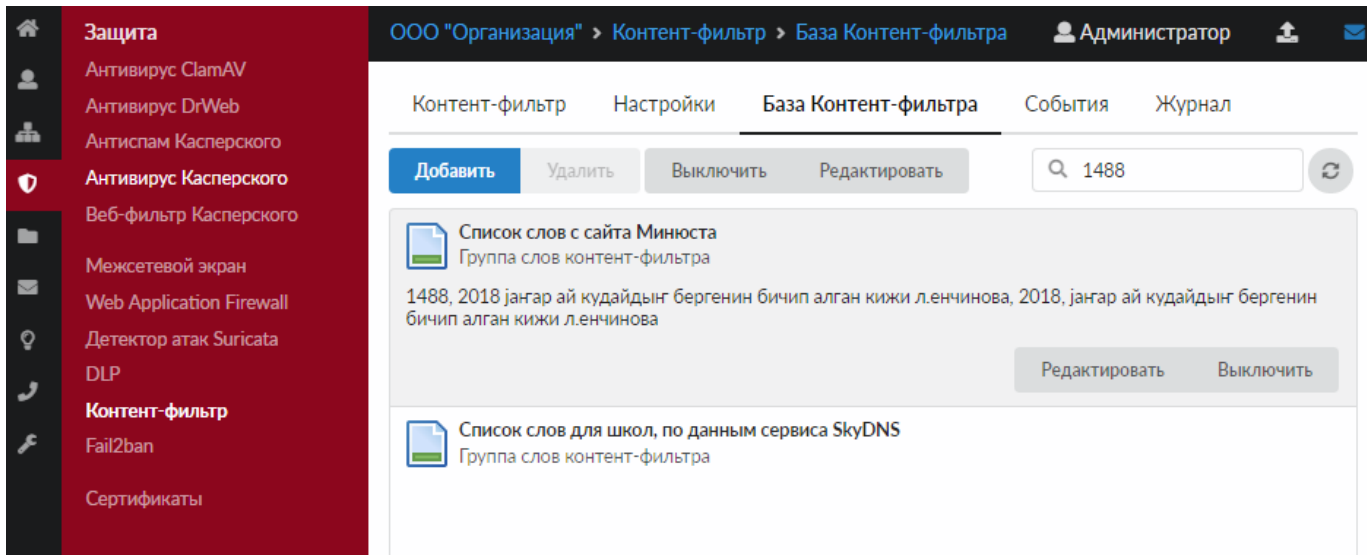 Защита
Антивирус ClamAV
Антивирус DrWeb
Антиспам Касперского
Антивирус Касперского
Веб-фильтр Касперского
Межсетевой экран
Web Application Firewall
Детектор атак Suricata
DLP
Контент-фильтр
Fail2ban
Сертификаты
ООО "Организация" > Контент-фильтр > База Контент-фильтра Администратор
Контент-фильтр Настройки База Контент-фильтра События Журнал
Добавить Удалить Выключить Редактировать 1488
Список слов с сайта Минюста
Группа слов контент-фильтра
1488, 2018 јаҥар ай кудайдыҥ бергенин бичип алган кижи л.енчинова, 2018, јаҥар ай кудайдыҥ бергенин
бичип алган кижи л.енчинова
Редактировать Выключить
Список слов для школ, по данным сервиса SkyDNS
Группа слов контент-фильтра